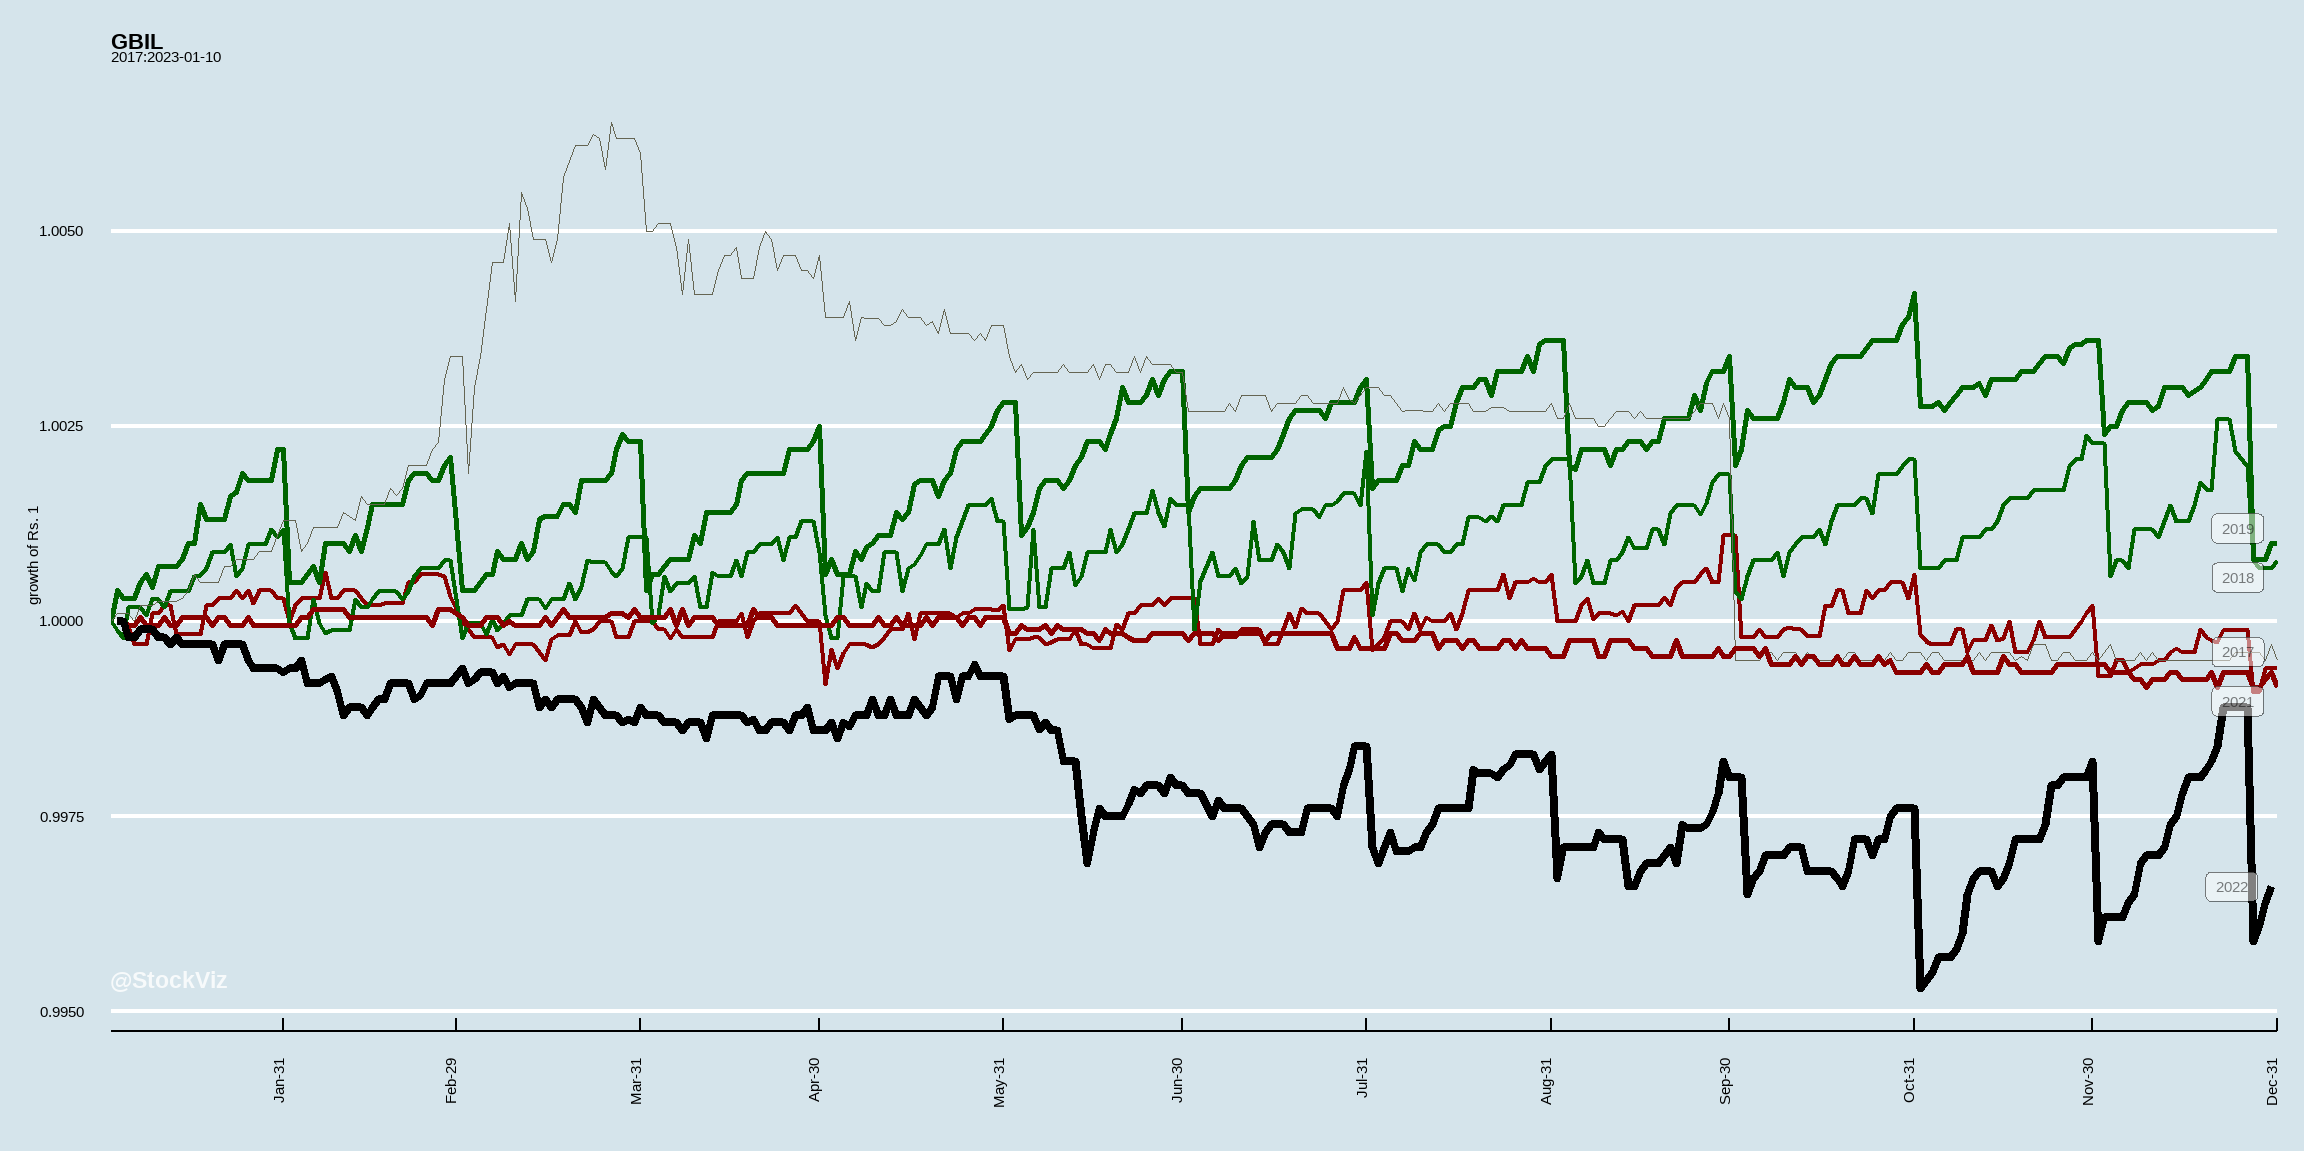 GBIL
2017:2023-01-10
growth of Rs. 1
1.0050
1.0025
1.0000
0.9975
0.9950
2019
2018
2017
2021
2022
@StockViz
Jan-31
Feb-29
Mar-31
Apr-30
May-31
Jun-30
Jul-31
Aug-31
Sep-30
Oct-31
Nov-30
Dec-31